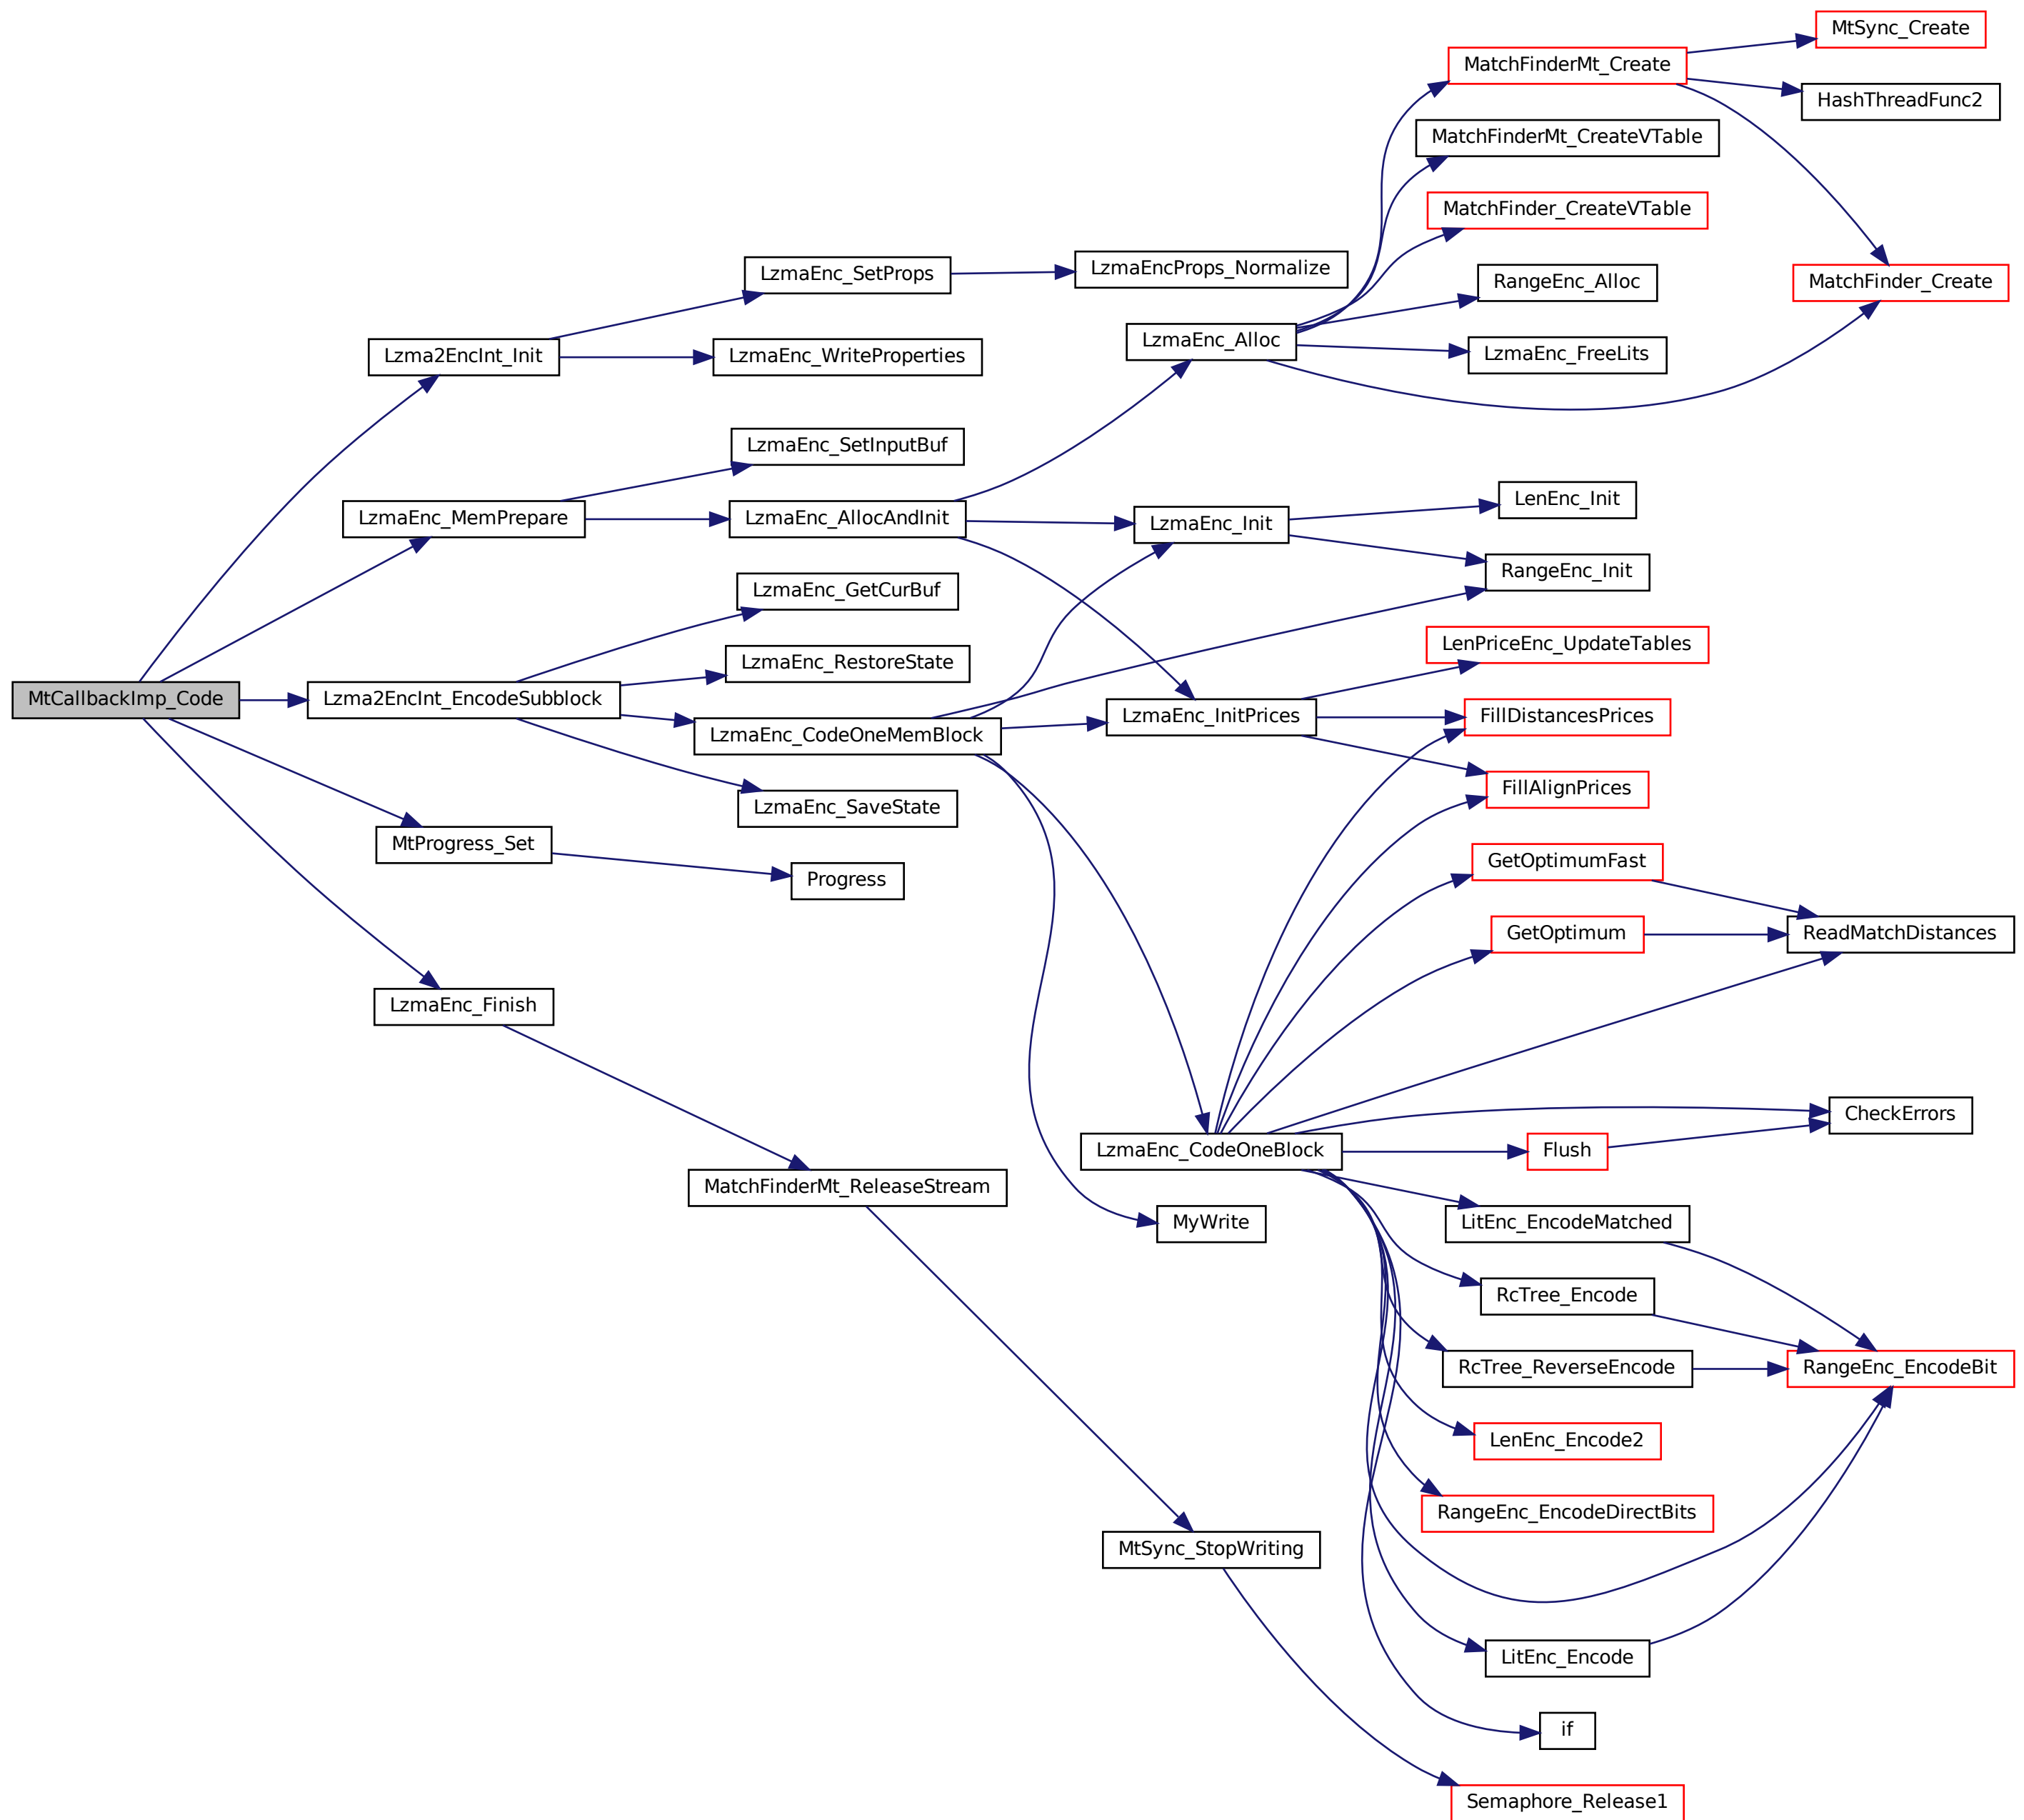 MtSync_Create
MatchFinderMt_Create
HashThreadFunc2
MatchFinderMt_CreateVTable
MatchFinder_CreateVTable
LzmaEnc_SetProps
LzmaEncProps_Normalize
RangeEnc_Alloc
MatchFinder_Create
LzmaEnc_Alloc
Lzma2EncInt_Init
LzmaEnc_WriteProperties
LzmaEnc_FreeLits
LzmaEnc_SetInputBuf
LenEnc_Init
LzmaEnc_MemPrepare
LzmaEnc_AllocAndInit
LzmaEnc_Init
RangeEnc_Init
LzmaEnc_GetCurBuf
LenPriceEnc_UpdateTables
LzmaEnc_RestoreState
MtCallbackImp_Code
Lzma2EncInt_EncodeSubblock
LzmaEnc_InitPrices
FillDistancesPrices
LzmaEnc_CodeOneMemBlock
FillAlignPrices
LzmaEnc_SaveState
MtProgress_Set
GetOptimumFast
Progress
GetOptimum
ReadMatchDistances
LzmaEnc_Finish
CheckErrors
LzmaEnc_CodeOneBlock
Flush
MatchFinderMt_ReleaseStream
MyWrite
LitEnc_EncodeMatched
RcTree_Encode
RcTree_ReverseEncode
RangeEnc_EncodeBit
LenEnc_Encode2
RangeEnc_EncodeDirectBits
MtSync_StopWriting
LitEnc_Encode
if
Semaphore_Release1